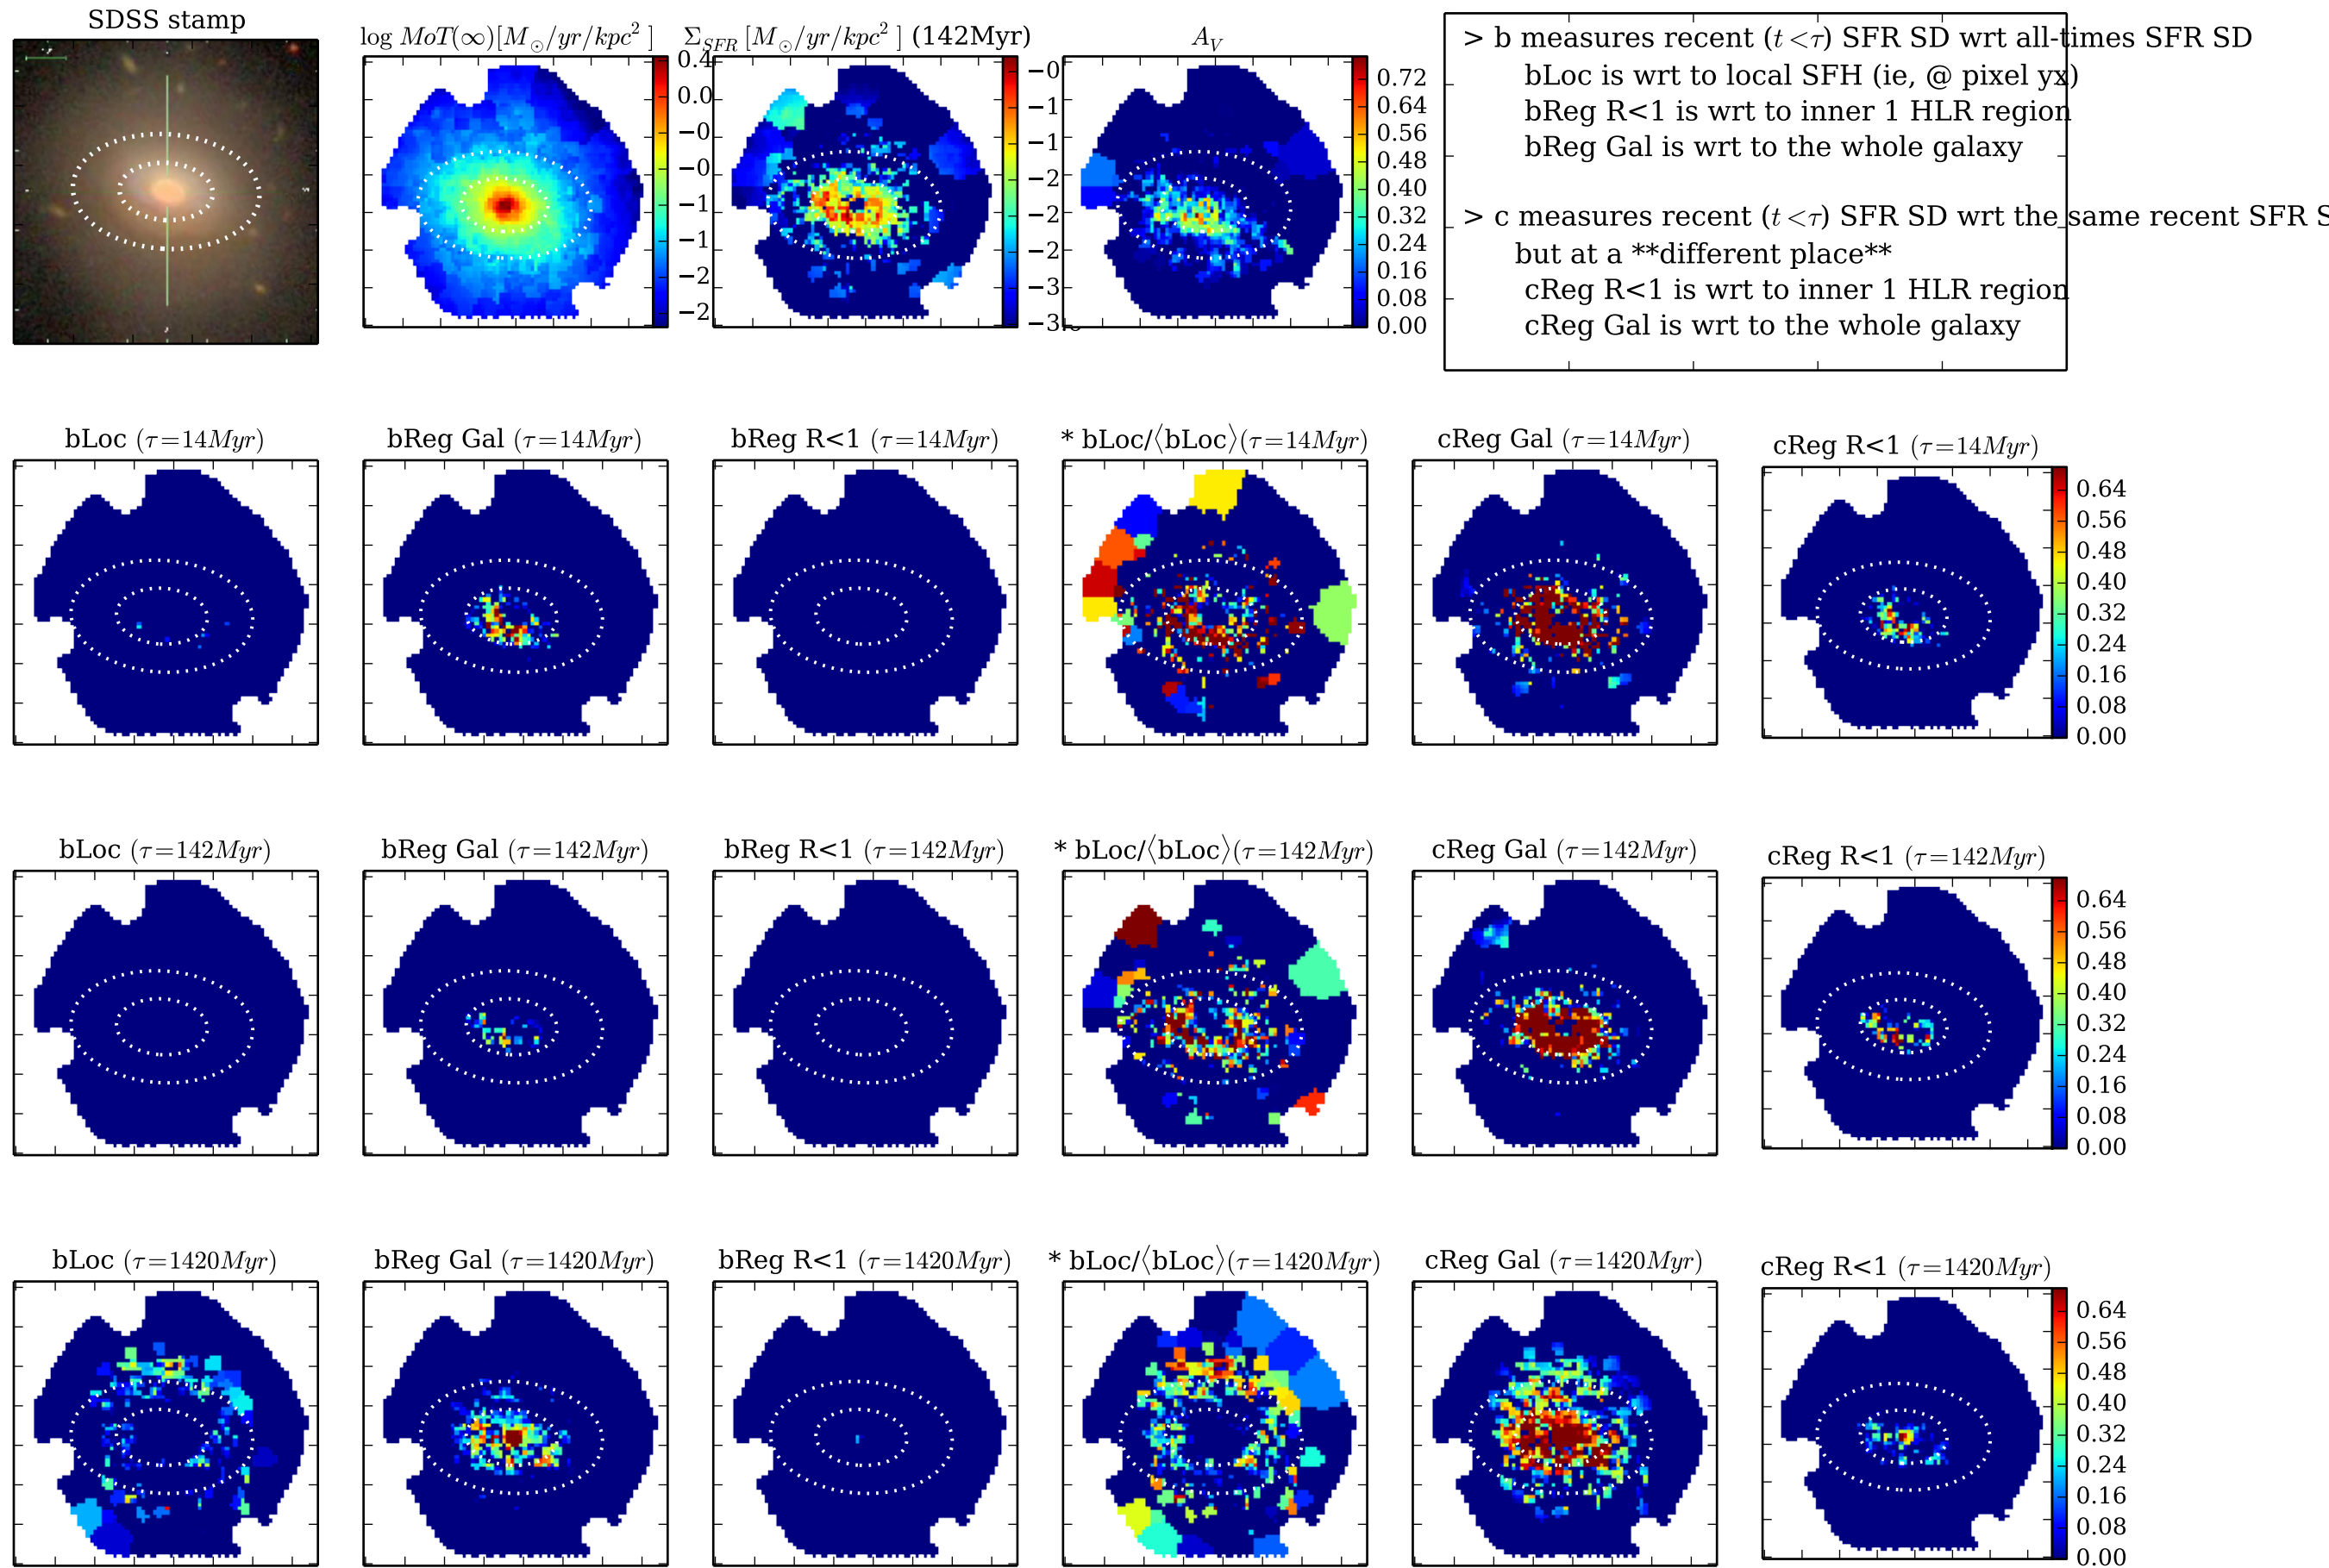 SDSS stamp
log MoT(∞)[M⊙/yr/kpc²]
Σ_SFR [M⊙/yr/kpc²] (142Myr)
A_V
0.4
0.0
−0
−0
−1
−1
−2
−2
−0
−1
−1
−2
−2
−2
−3
−3
0.72
0.64
0.56
0.48
0.40
0.32
0.24
0.16
0.08
0.00
> b measures recent (t<τ) SFR SD wrt all-times SFR SD
bLoc is wrt to local SFH (ie, @ pixel yx)
bReg R<1 is wrt to inner 1 HLR region
bReg Gal is wrt to the whole galaxy
> c measures recent (t<τ) SFR SD wrt the same recent SFR S
but at a **different place**
cReg R<1 is wrt to inner 1 HLR region
cReg Gal is wrt to the whole galaxy
bLoc (τ=14Myr)
bReg Gal (τ=14Myr)
bReg R<1 (τ=14Myr)
* bLoc/⟨bLoc⟩(τ=14Myr)
cReg Gal (τ=14Myr)
cReg R<1 (τ=14Myr)
0.64
0.56
0.48
0.40
0.32
0.24
0.16
0.08
0.00
bLoc (τ=142Myr)
bReg Gal (τ=142Myr)
bReg R<1 (τ=142Myr)
* bLoc/⟨bLoc⟩(τ=142Myr)
cReg Gal (τ=142Myr)
cReg R<1 (τ=142Myr)
0.64
0.56
0.48
0.40
0.32
0.24
0.16
0.08
0.00
bLoc (τ=1420Myr)
bReg Gal (τ=1420Myr)
bReg R<1 (τ=1420Myr)
* bLoc/⟨bLoc⟩(τ=1420Myr)
cReg Gal (τ=1420Myr)
cReg R<1 (τ=1420Myr)
0.64
0.56
0.48
0.40
0.32
0.24
0.16
0.08
0.00